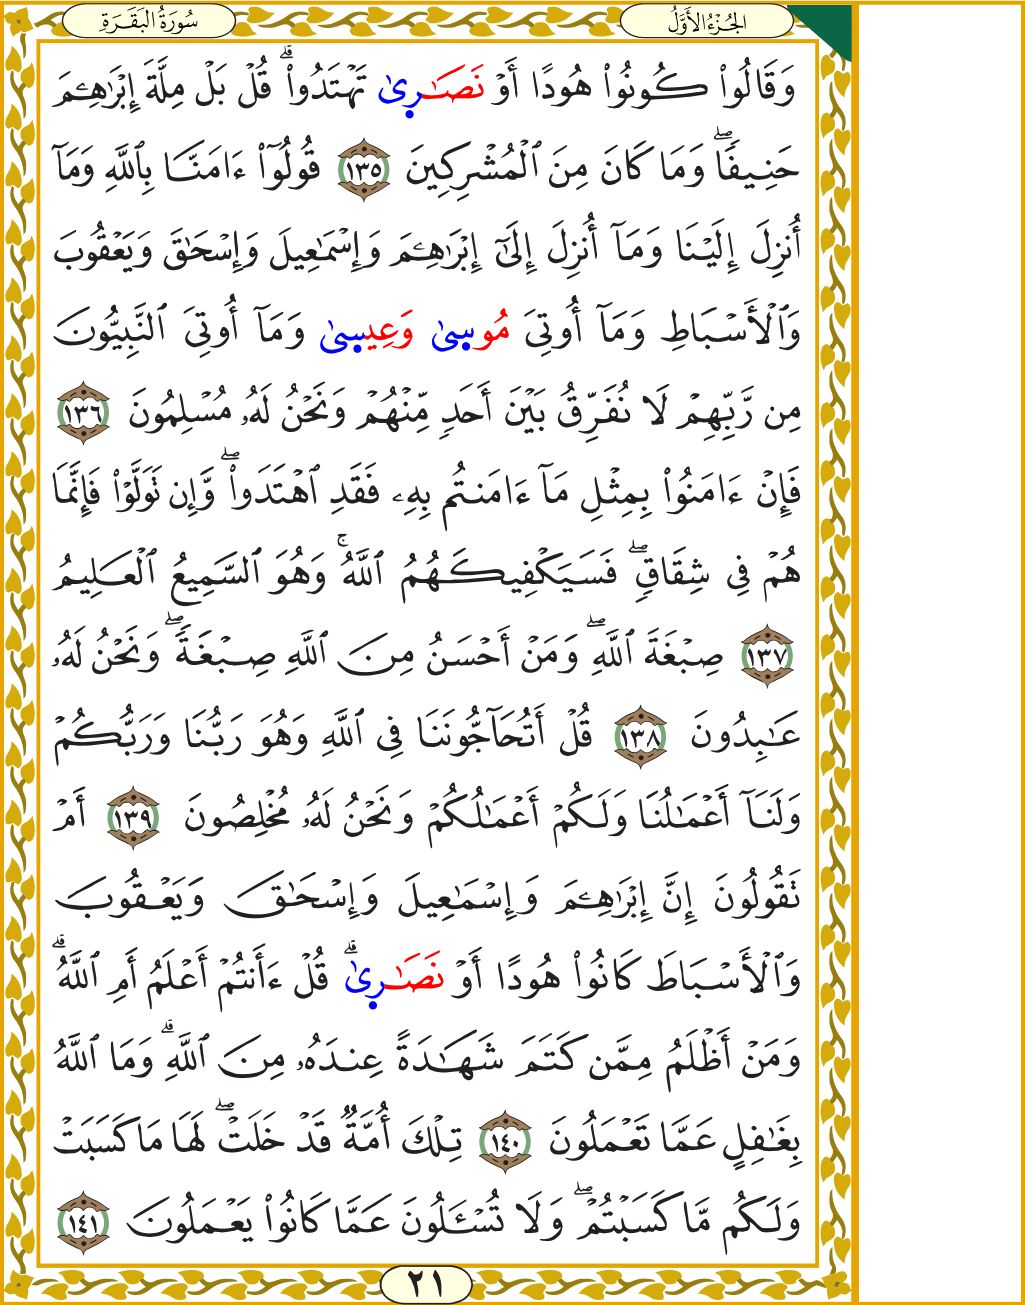 الجُزْءُ الأَوَّلُ
سُورَةُ البَقَرَةِ
وَقَالُوا۟ كُونُوا۟ هُودًا أَوْ نَصَـٰرِىٰ تَهْتَدُوا۟ ۗ قُلْ بَلْ مِلَّةَ إِبْرَٰهِـۧمَ
حَنِيفًا ۖ وَمَا كَانَ مِنَ ٱلْمُشْرِكِينَ ١٣٥ قُولُوٓا۟ ءَامَنَّا بِٱللَّهِ وَمَآ
أُنزِلَ إِلَيْنَا وَمَآ أُنزِلَ إِلَىٰٓ إِبْرَٰهِـۧمَ وَإِسْمَـٰعِيلَ وَإِسْحَـٰقَ وَيَعْقُوبَ
وَٱلْأَسْبَاطِ وَمَآ أُوتِىَ مُوسِىٰ وَعِيسِىٰ وَمَآ أُوتِىَ ٱلنَّبِيُّونَ
مِن رَّبِّهِمْ لَا نُفَرِّقُ بَيْنَ أَحَدٍ مِّنْهُمْ وَنَحْنُ لَهُۥ مُسْلِمُونَ ١٣٦
فَإِنْ ءَامَنُوا۟ بِمِثْلِ مَآ ءَامَنتُم بِهِۦ فَقَدِ ٱهْتَدَوا۟ ۖ وَّإِن تَوَلَّوْا۟ فَإِنَّمَا
هُمْ فِى شِقَاقٍ ۖ فَسَيَكْفِيكَهُمُ ٱللَّهُ ۚ وَهُوَ ٱلسَّمِيعُ ٱلْعَلِيمُ
١٣٧ صِبْغَةَ ٱللَّهِ ۖ وَمَنْ أَحْسَنُ مِنَ ٱللَّهِ صِبْغَةً ۖ وَنَحْنُ لَهُۥ
عَـٰبِدُونَ ١٣٨ قُلْ أَتُحَآجُّونَنَا فِى ٱللَّهِ وَهُوَ رَبُّنَا وَرَبُّكُمْ
وَلَنَآ أَعْمَـٰلُنَا وَلَكُمْ أَعْمَـٰلُكُمْ وَنَحْنُ لَهُۥ مُخْلِصُونَ ١٣٩ أَمْ
تَقُولُونَ إِنَّ إِبْرَٰهِـۧمَ وَإِسْمَـٰعِيلَ وَإِسْحَـٰقَ وَيَعْقُوبَ
وَٱلْأَسْبَاطَ كَانُوا۟ هُودًا أَوْ نَصَـٰرِىٰ ۗ قُلْ ءَأَنتُمْ أَعْلَمُ أَمِ ٱللَّهُ ۗ
وَمَنْ أَظْلَمُ مِمَّن كَتَمَ شَهَـٰدَةً عِندَهُۥ مِنَ ٱللَّهِ ۗ وَمَا ٱللَّهُ
بِغَـٰفِلٍ عَمَّا تَعْمَلُونَ ١٤٠ تِلْكَ أُمَّةٌ قَدْ خَلَتْ ۖ لَهَا مَا كَسَبَتْ
وَلَكُم مَّا كَسَبْتُمْ ۖ وَلَا تُسْـَٔلُونَ عَمَّا كَانُوا۟ يَعْمَلُونَ ١٤١
٢١